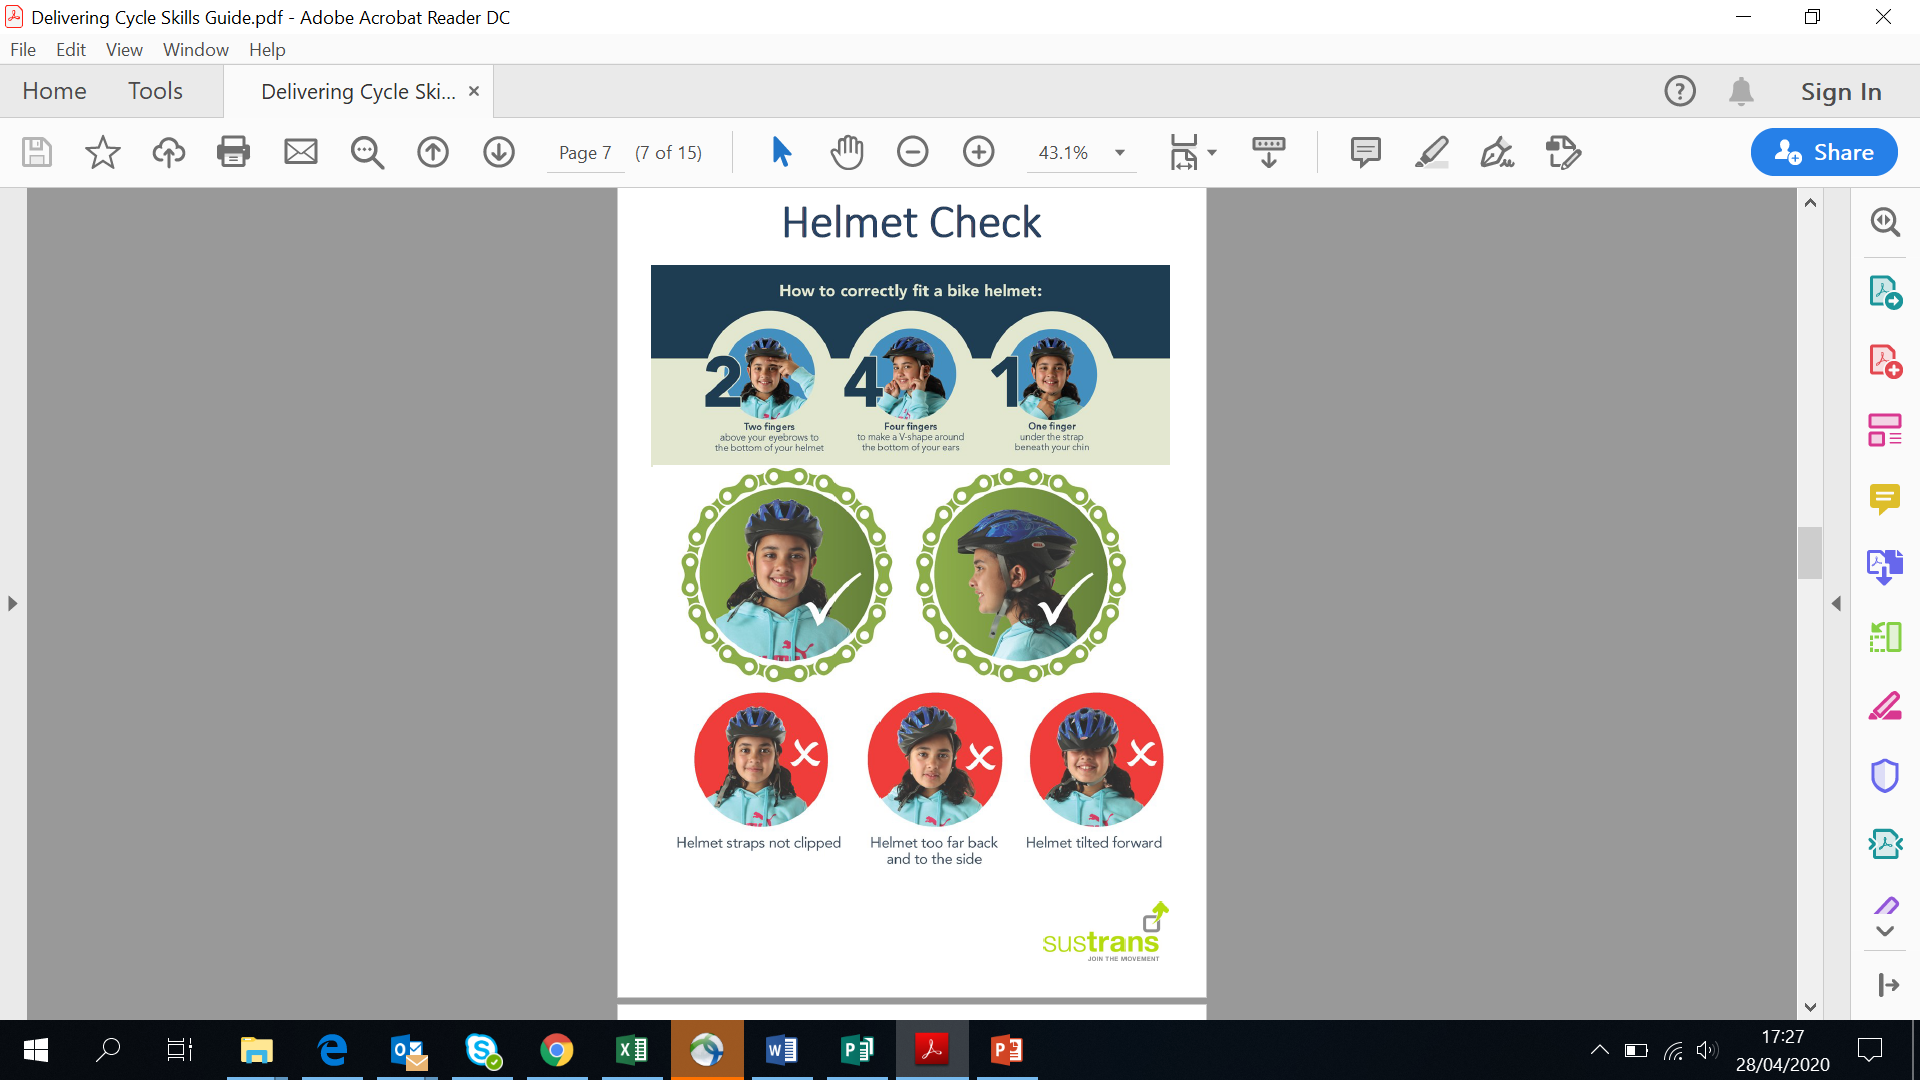 Delivering Cycle Skills Guide.pdf - Adobe Acrobat Reader DC
File Edit View Window Help
Home Tools Delivering Cycle Ski... × Sign In
Page 7 (7 of 15) 43.1% Share
Helmet Check
How to correctly fit a bike helmet:
2 4 1
Two fingers
above your eyebrows to
the bottom of your helmet
Four fingers
to make a V-shape around
the bottom of your ears
One finger
under the strap
beneath your chin
Helmet straps not clipped
Helmet too far back
and to the side
Helmet tilted forward
sustrans
JOIN THE MOVEMENT
17:27
28/04/2020